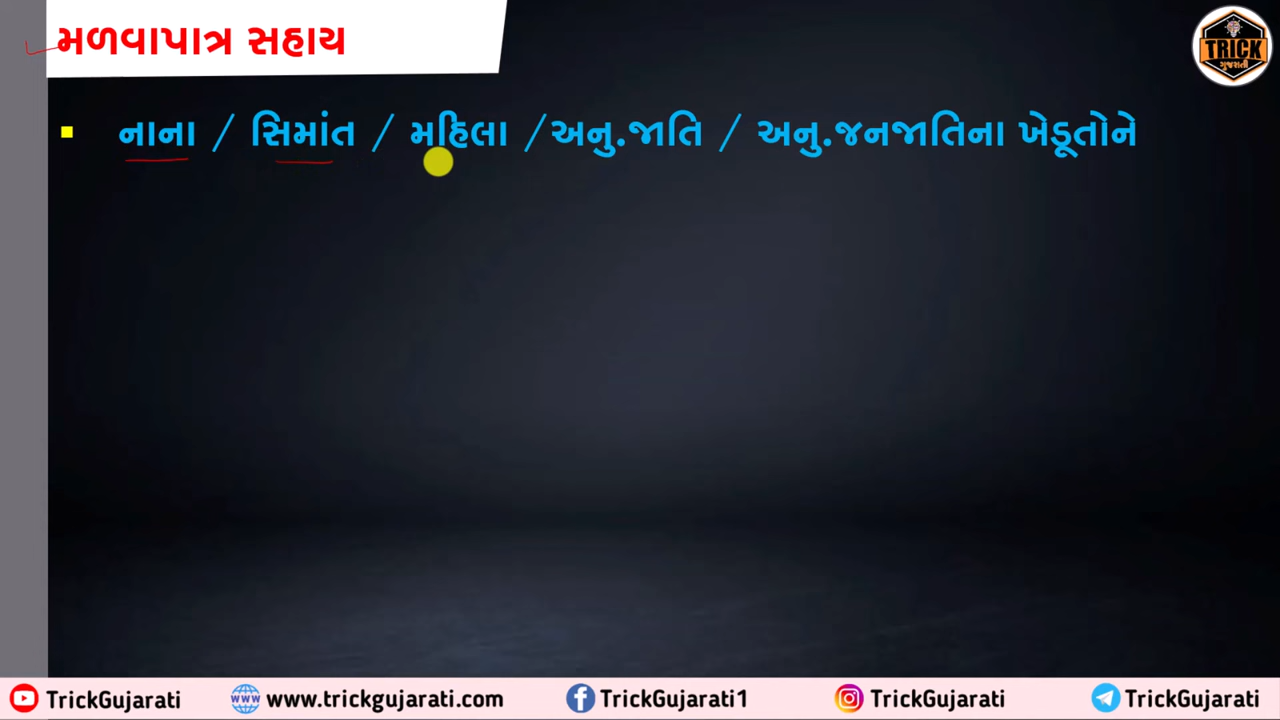 મળવાપાત્ર સહાય
TRICK
ગુજરાતી
નાના / સિમાંત / મહિલા /અનુ.જાતિ / અનુ.જનજાતિના ખેડૂતોને
TrickGujarati www.trickgujarati.com TrickGujarati1 TrickGujarati TrickGujarati